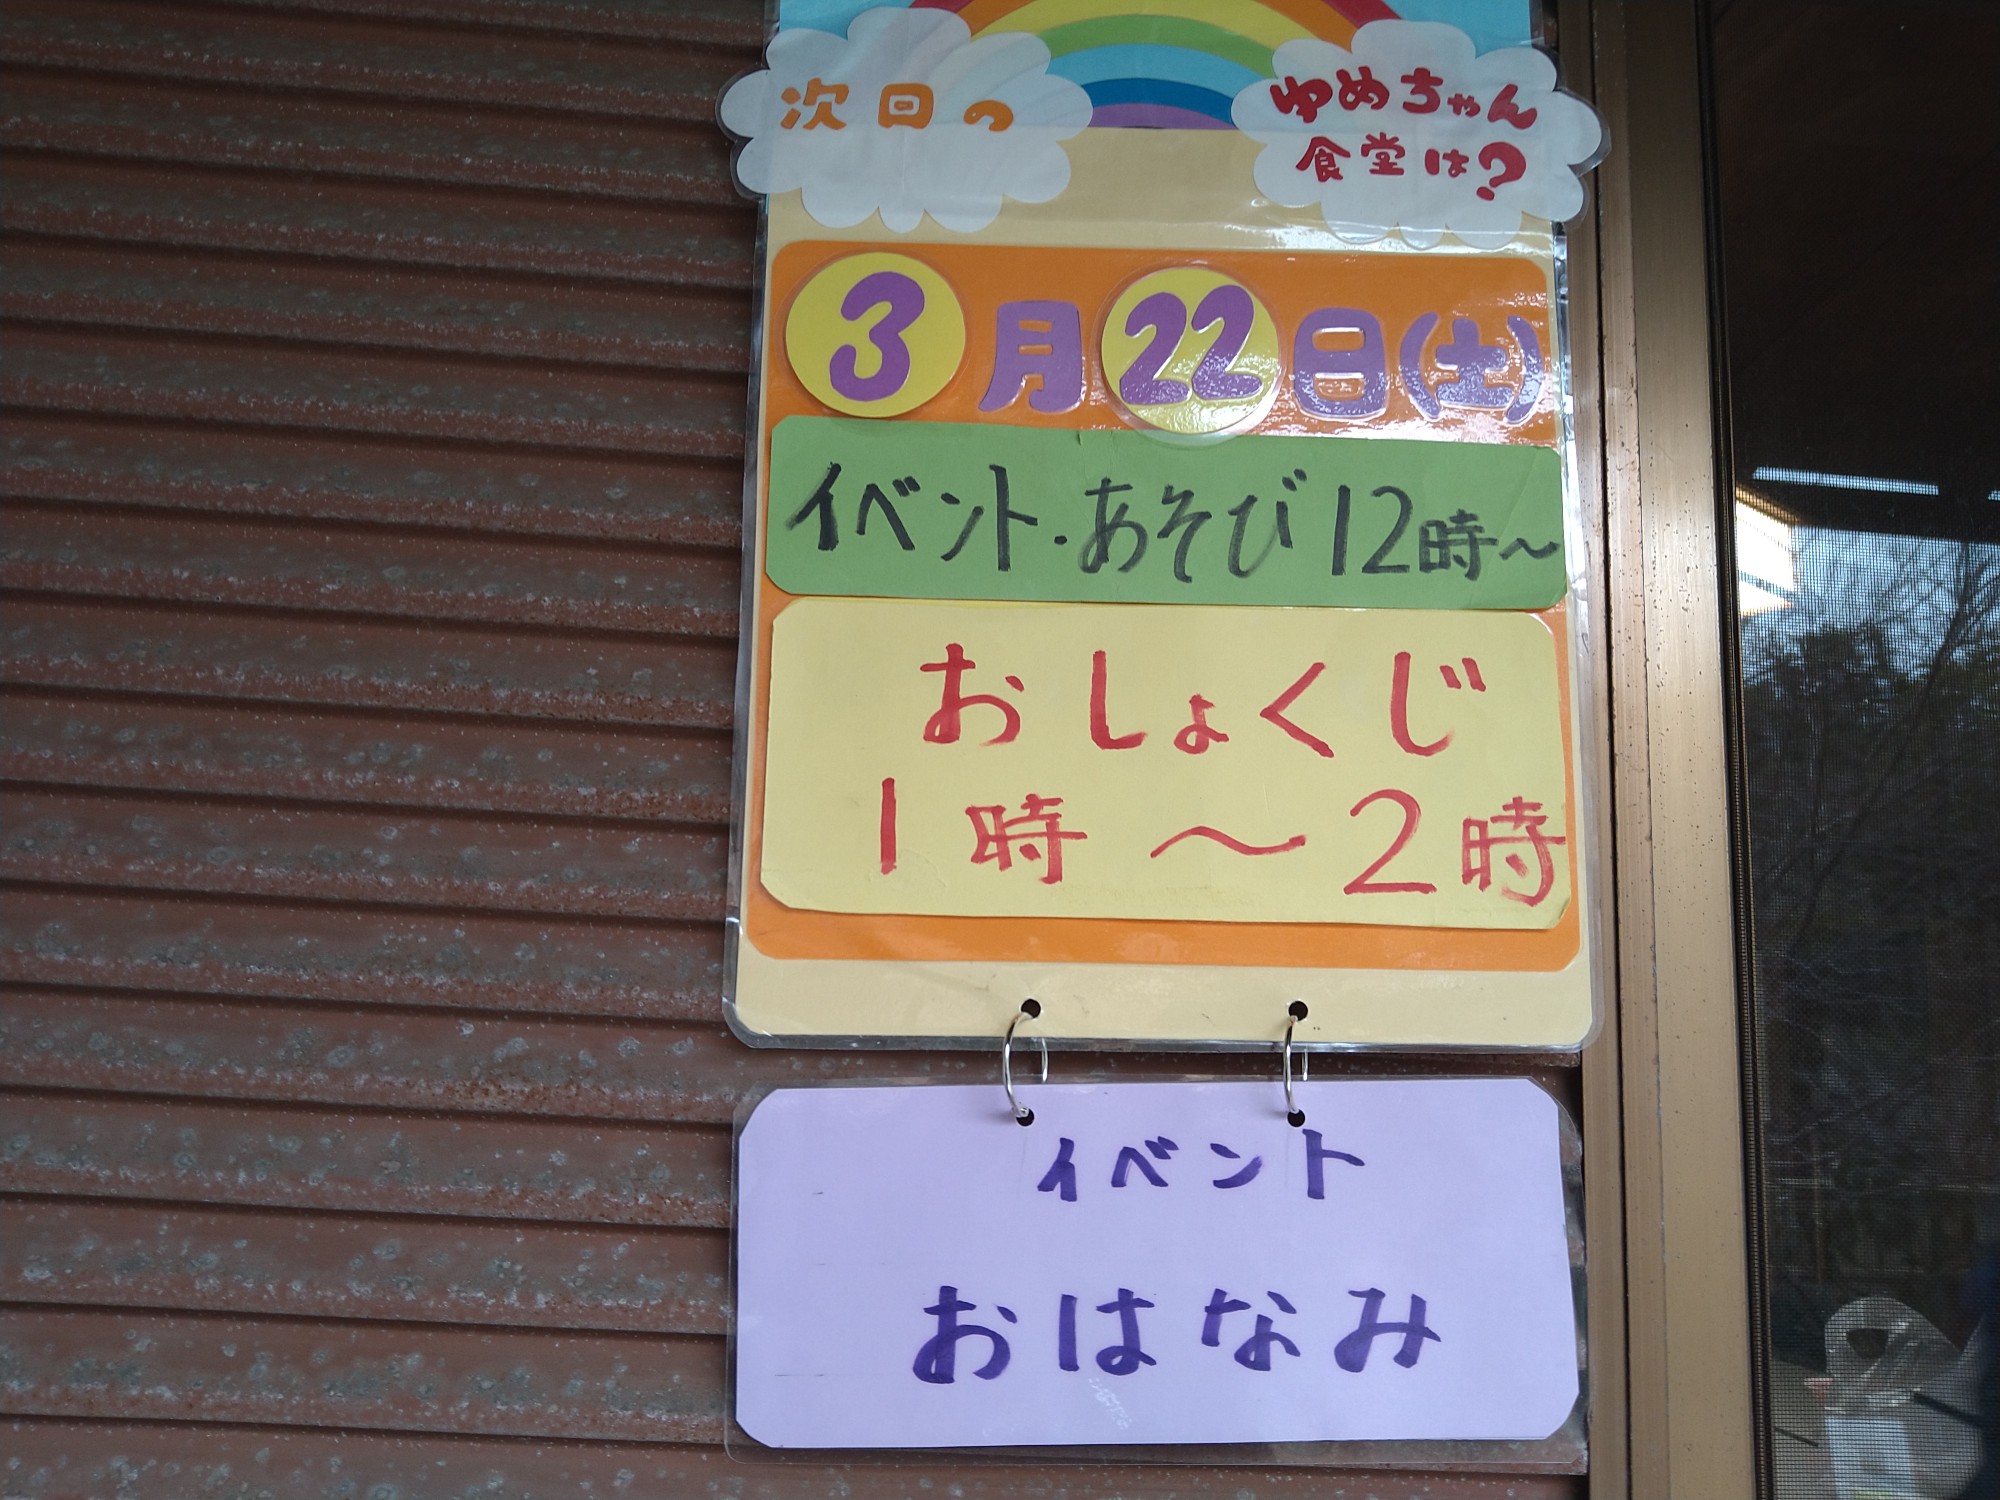 次回の
ゆめちゃん
食堂は?
3月22日(土)
イベント・あそび 12時～
おしょくじ
1時～2時
イベント
おはなみ